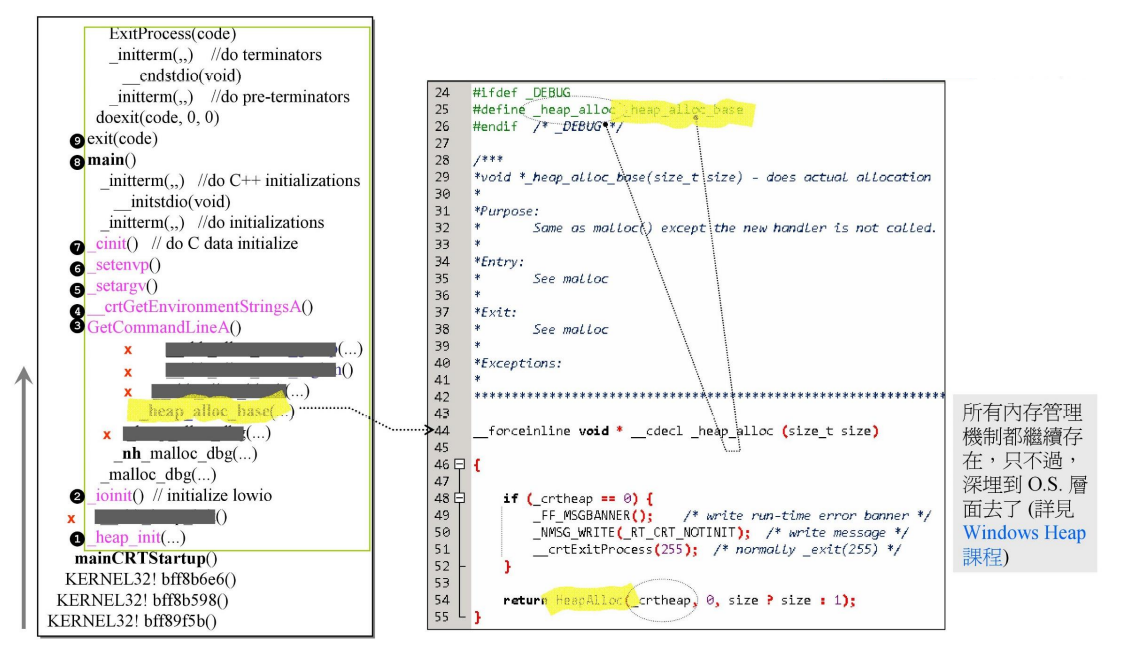 ExitProcess(code)
_initterm(,,) //do terminators
__cndstdio(void)
_initterm(,,) //do pre-terminators
doexit(code, 0, 0)
❾ exit(code)
❽ main()
_initterm(,,) //do C++ initializations
__initstdio(void)
_initterm(,,) //do initializations
❼ _cinit() // do C data initialize
❻ _setenvp()
❺ _setargv()
❹ __crtGetEnvironmentStringsA()
❸ GetCommandLineA()
x (...)
x ()
x (...)
_heap_alloc_base(...)
x (...)
_nh_malloc_dbg(...)
_malloc_dbg(...)
❷ _ioinit() // initialize lowio
x ()
❶ _heap_init(...)
mainCRTStartup()
KERNEL32! bff8b6e6()
KERNEL32! bff8b598()
KERNEL32! bff89f5b()
24 #ifdef _DEBUG
25 #define _heap_alloc _heap_alloc_base
26 #endif /* _DEBUG */
27
28 /***
29 *void *_heap_alloc_base(size_t size) - does actual allocation
30 *
31 *Purpose:
32 * Same as malloc() except the new handler is not called.
33 *
34 *Entry:
35 * See malloc
36 *
37 *Exit:
38 * See malloc
39 *
40 *Exceptions:
41 *
42 *******************************************************************
43
44 __forceinline void * __cdecl _heap_alloc (size_t size)
45
46 {
47
48 if (_crtheap == 0) {
49 _FF_MSGBANNER(); /* write run-time error banner */
50 _NMSG_WRITE(_RT_CRT_NOTINIT); /* write message */
51 __crtExitProcess(255); /* normally _exit(255) */
52 }
53
54 return HeapAlloc(_crtheap, 0, size ? size : 1);
55 }
所有內存管理
機制都繼續存
在，只不過，
深埋到 O.S. 層
面去了 (詳見
Windows Heap
課程)